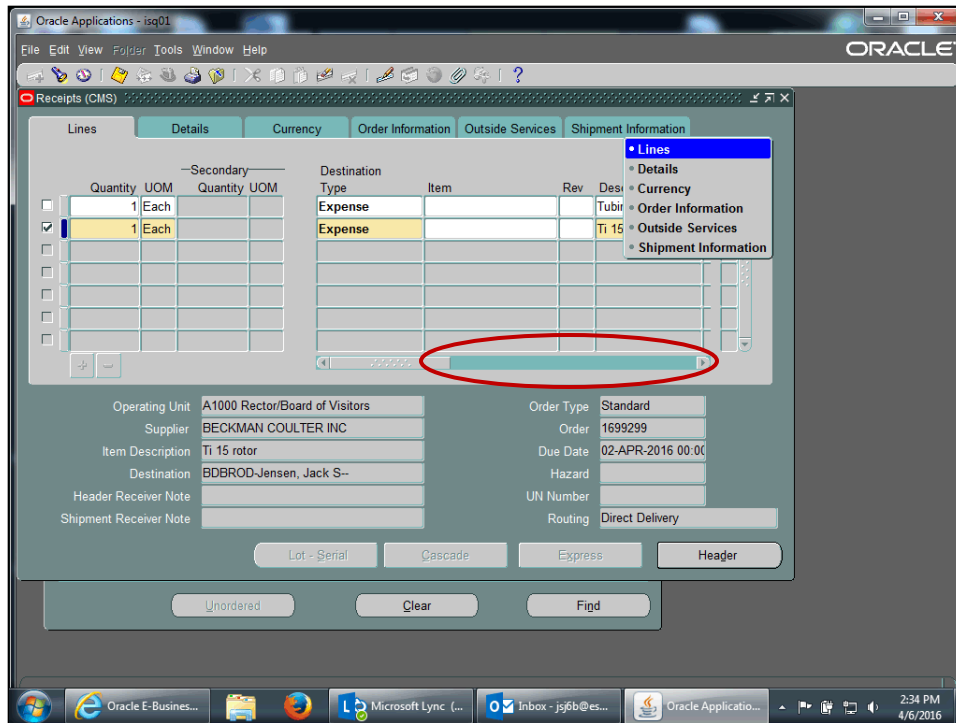 Oracle Applications - isq01
File Edit View Folder Tools Window Help
ORACLE
Receipts (CMS)
Lines Details Currency Order Information Outside Services Shipment Information
Lines
Details
Currency
Order Information
Outside Services
Shipment Information
Secondary Destination
Quantity UOM Quantity UOM Type Item Rev
1 Each Expense
1 Each Expense Ti 15
Operating Unit A1000 Rector/Board of Visitors Order Type Standard
Supplier BECKMAN COULTER INC Order 1699299
Item Description Ti 15 rotor Due Date 02-APR-2016 00:00
Destination BDBROD-Jensen, Jack S-- Hazard
Header Receiver Note UN Number
Shipment Receiver Note Routing Direct Delivery
Lot - Serial Cascade Express Header
Unordered Clear Find
Oracle E-Busines... Microsoft Lync (... Inbox - jsj6b@es... Oracle Applicatio... 2:34 PM
4/6/2016